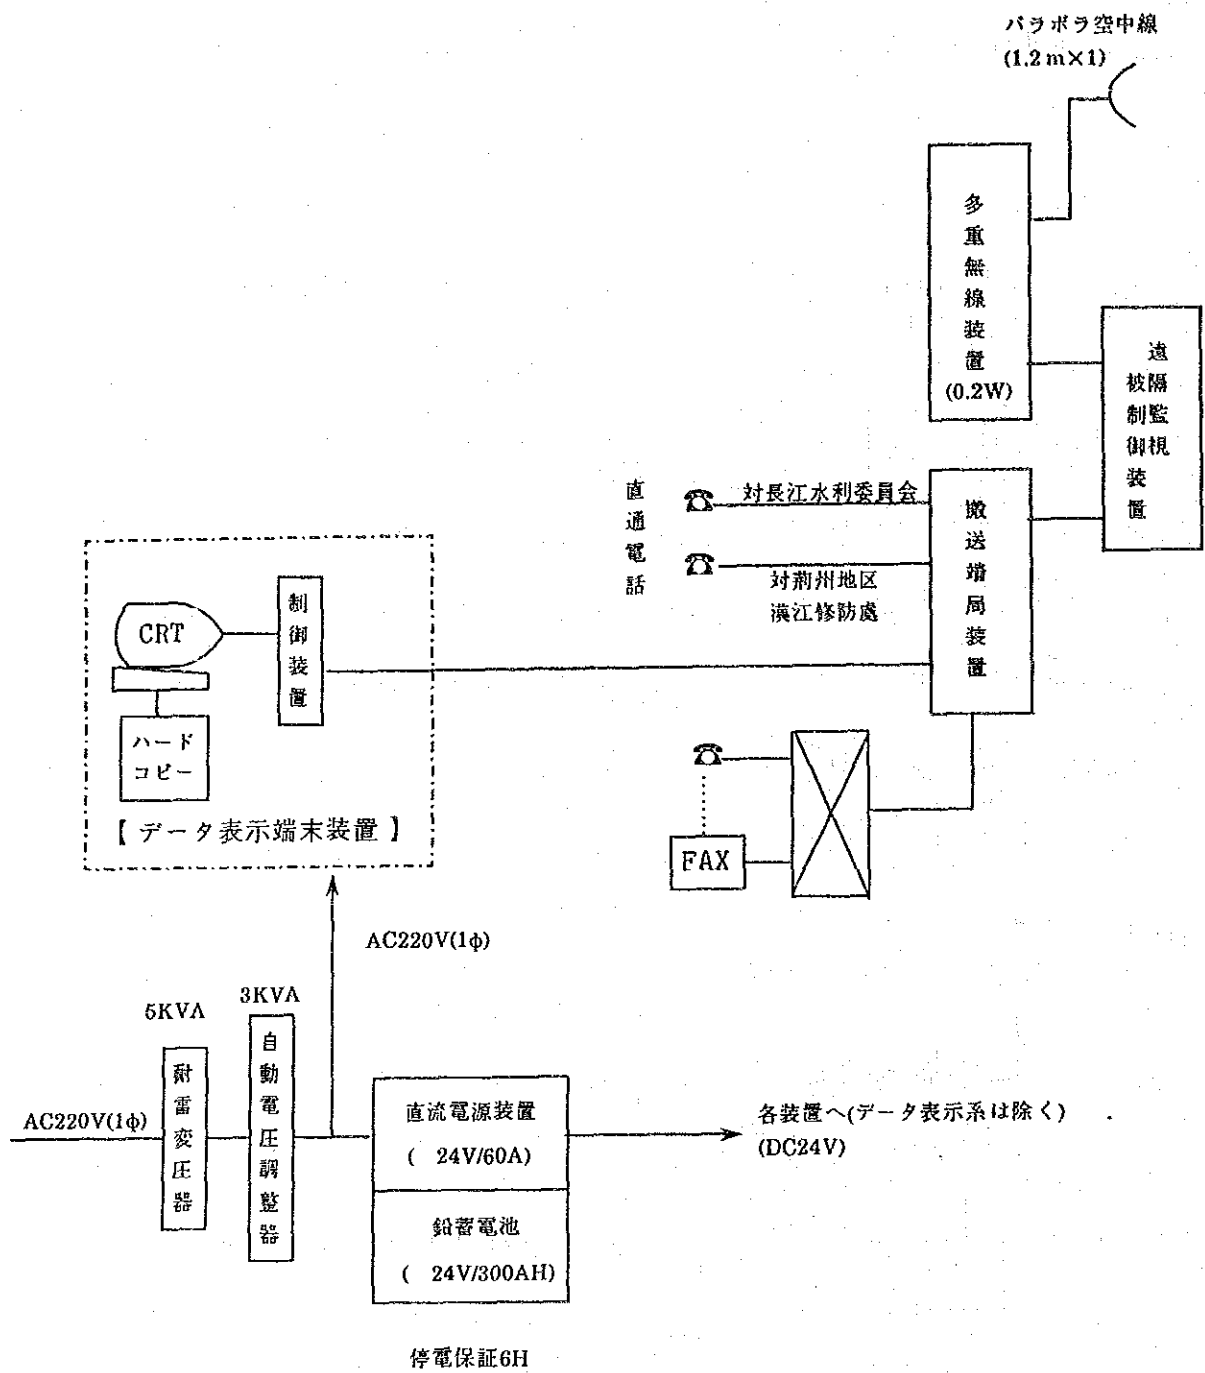 パラボラ空中線
(1.2m×1)
多重無線装置
(0.2W)
遠隔監視
被制御装置
直通電話
対長江水利委員会
対荊州地区
漢江修防處
搬送端局装置
CRT
制御装置
ハード
コピー
【データ表示端末装置】
FAX
AC220V(1φ)
5KVA
3KVA
AC220V(1φ)
耐雷変圧器
自動電圧調整器
直流電源装置
( 24V/60A)
鉛蓄電池
( 24V/300AH)
各装置へ(データ表示系は除く)
(DC24V)
停電保証6H